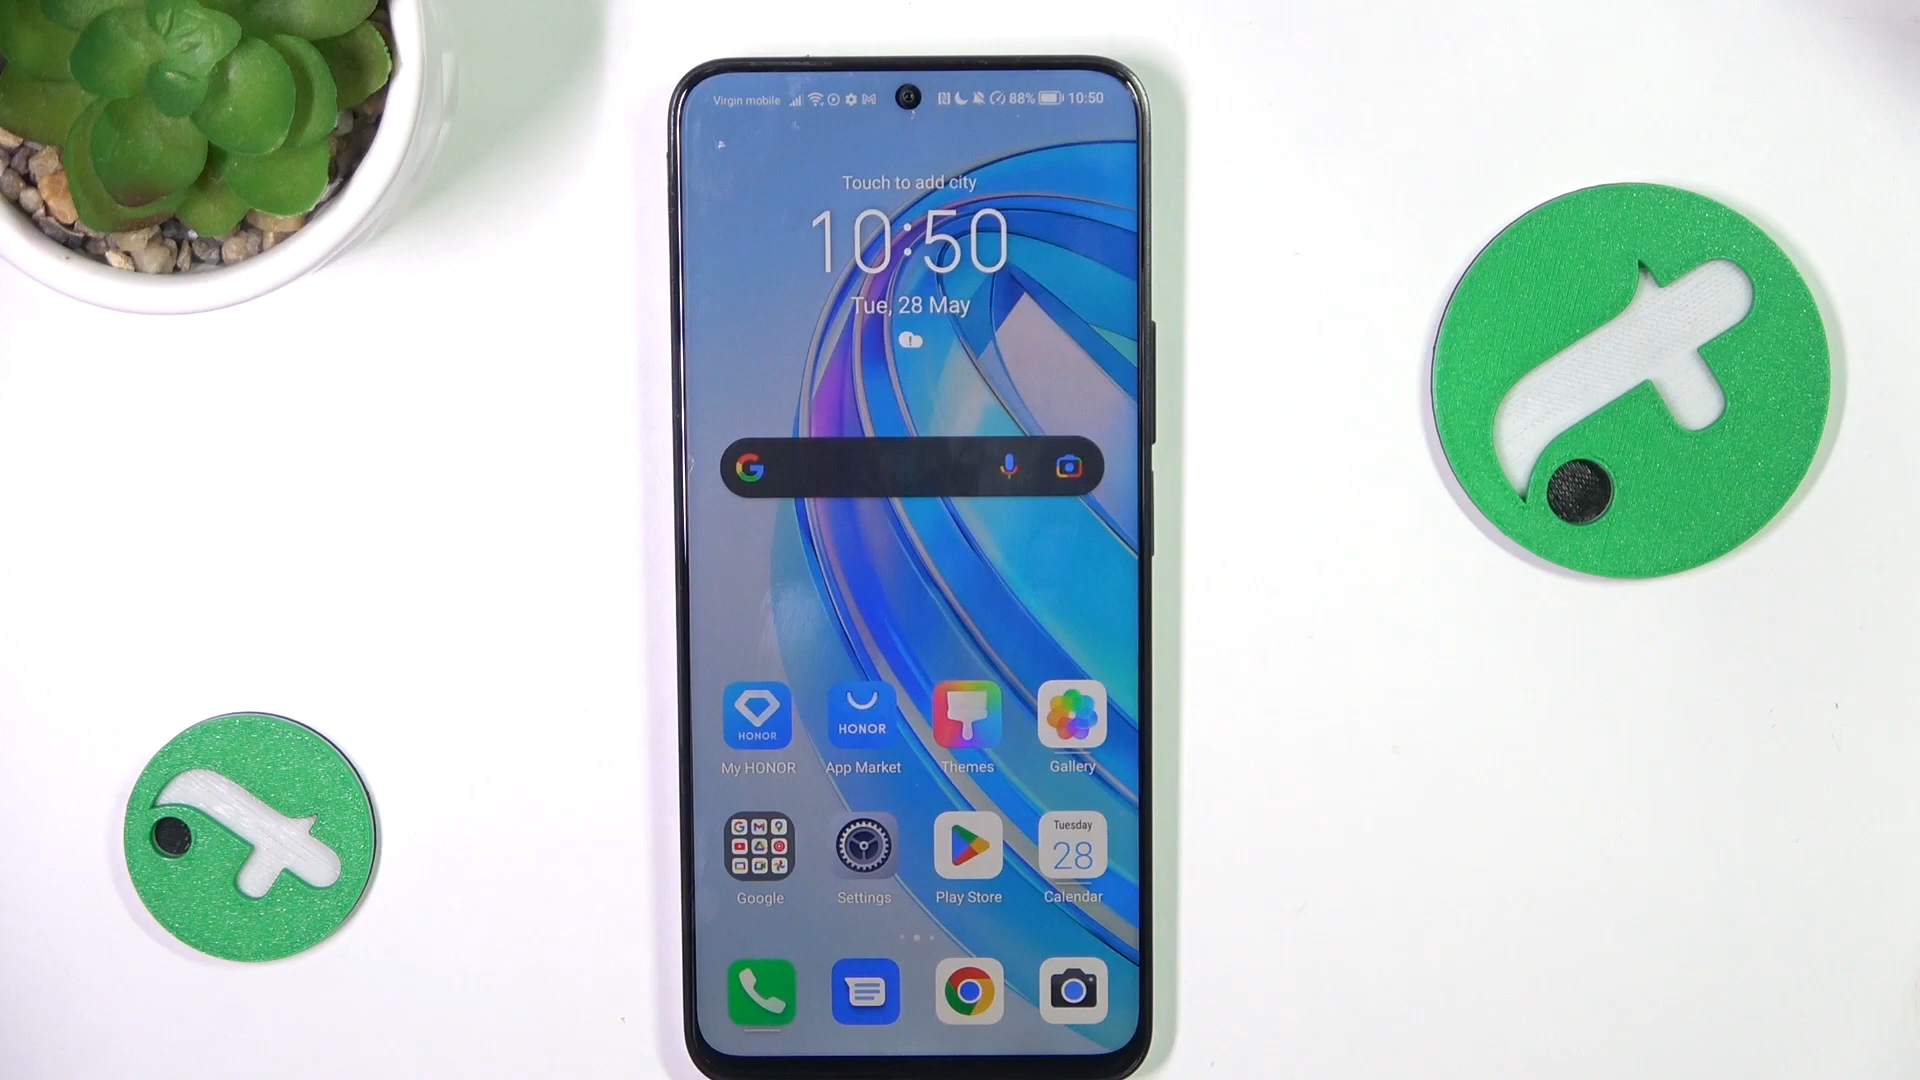 Virgin mobile 88% 10:50
Touch to add city
10:50
Tue, 28 May
HONOR HONOR
My HONOR App Market Themes Gallery
Tuesday
28
Google Settings Play Store Calendar